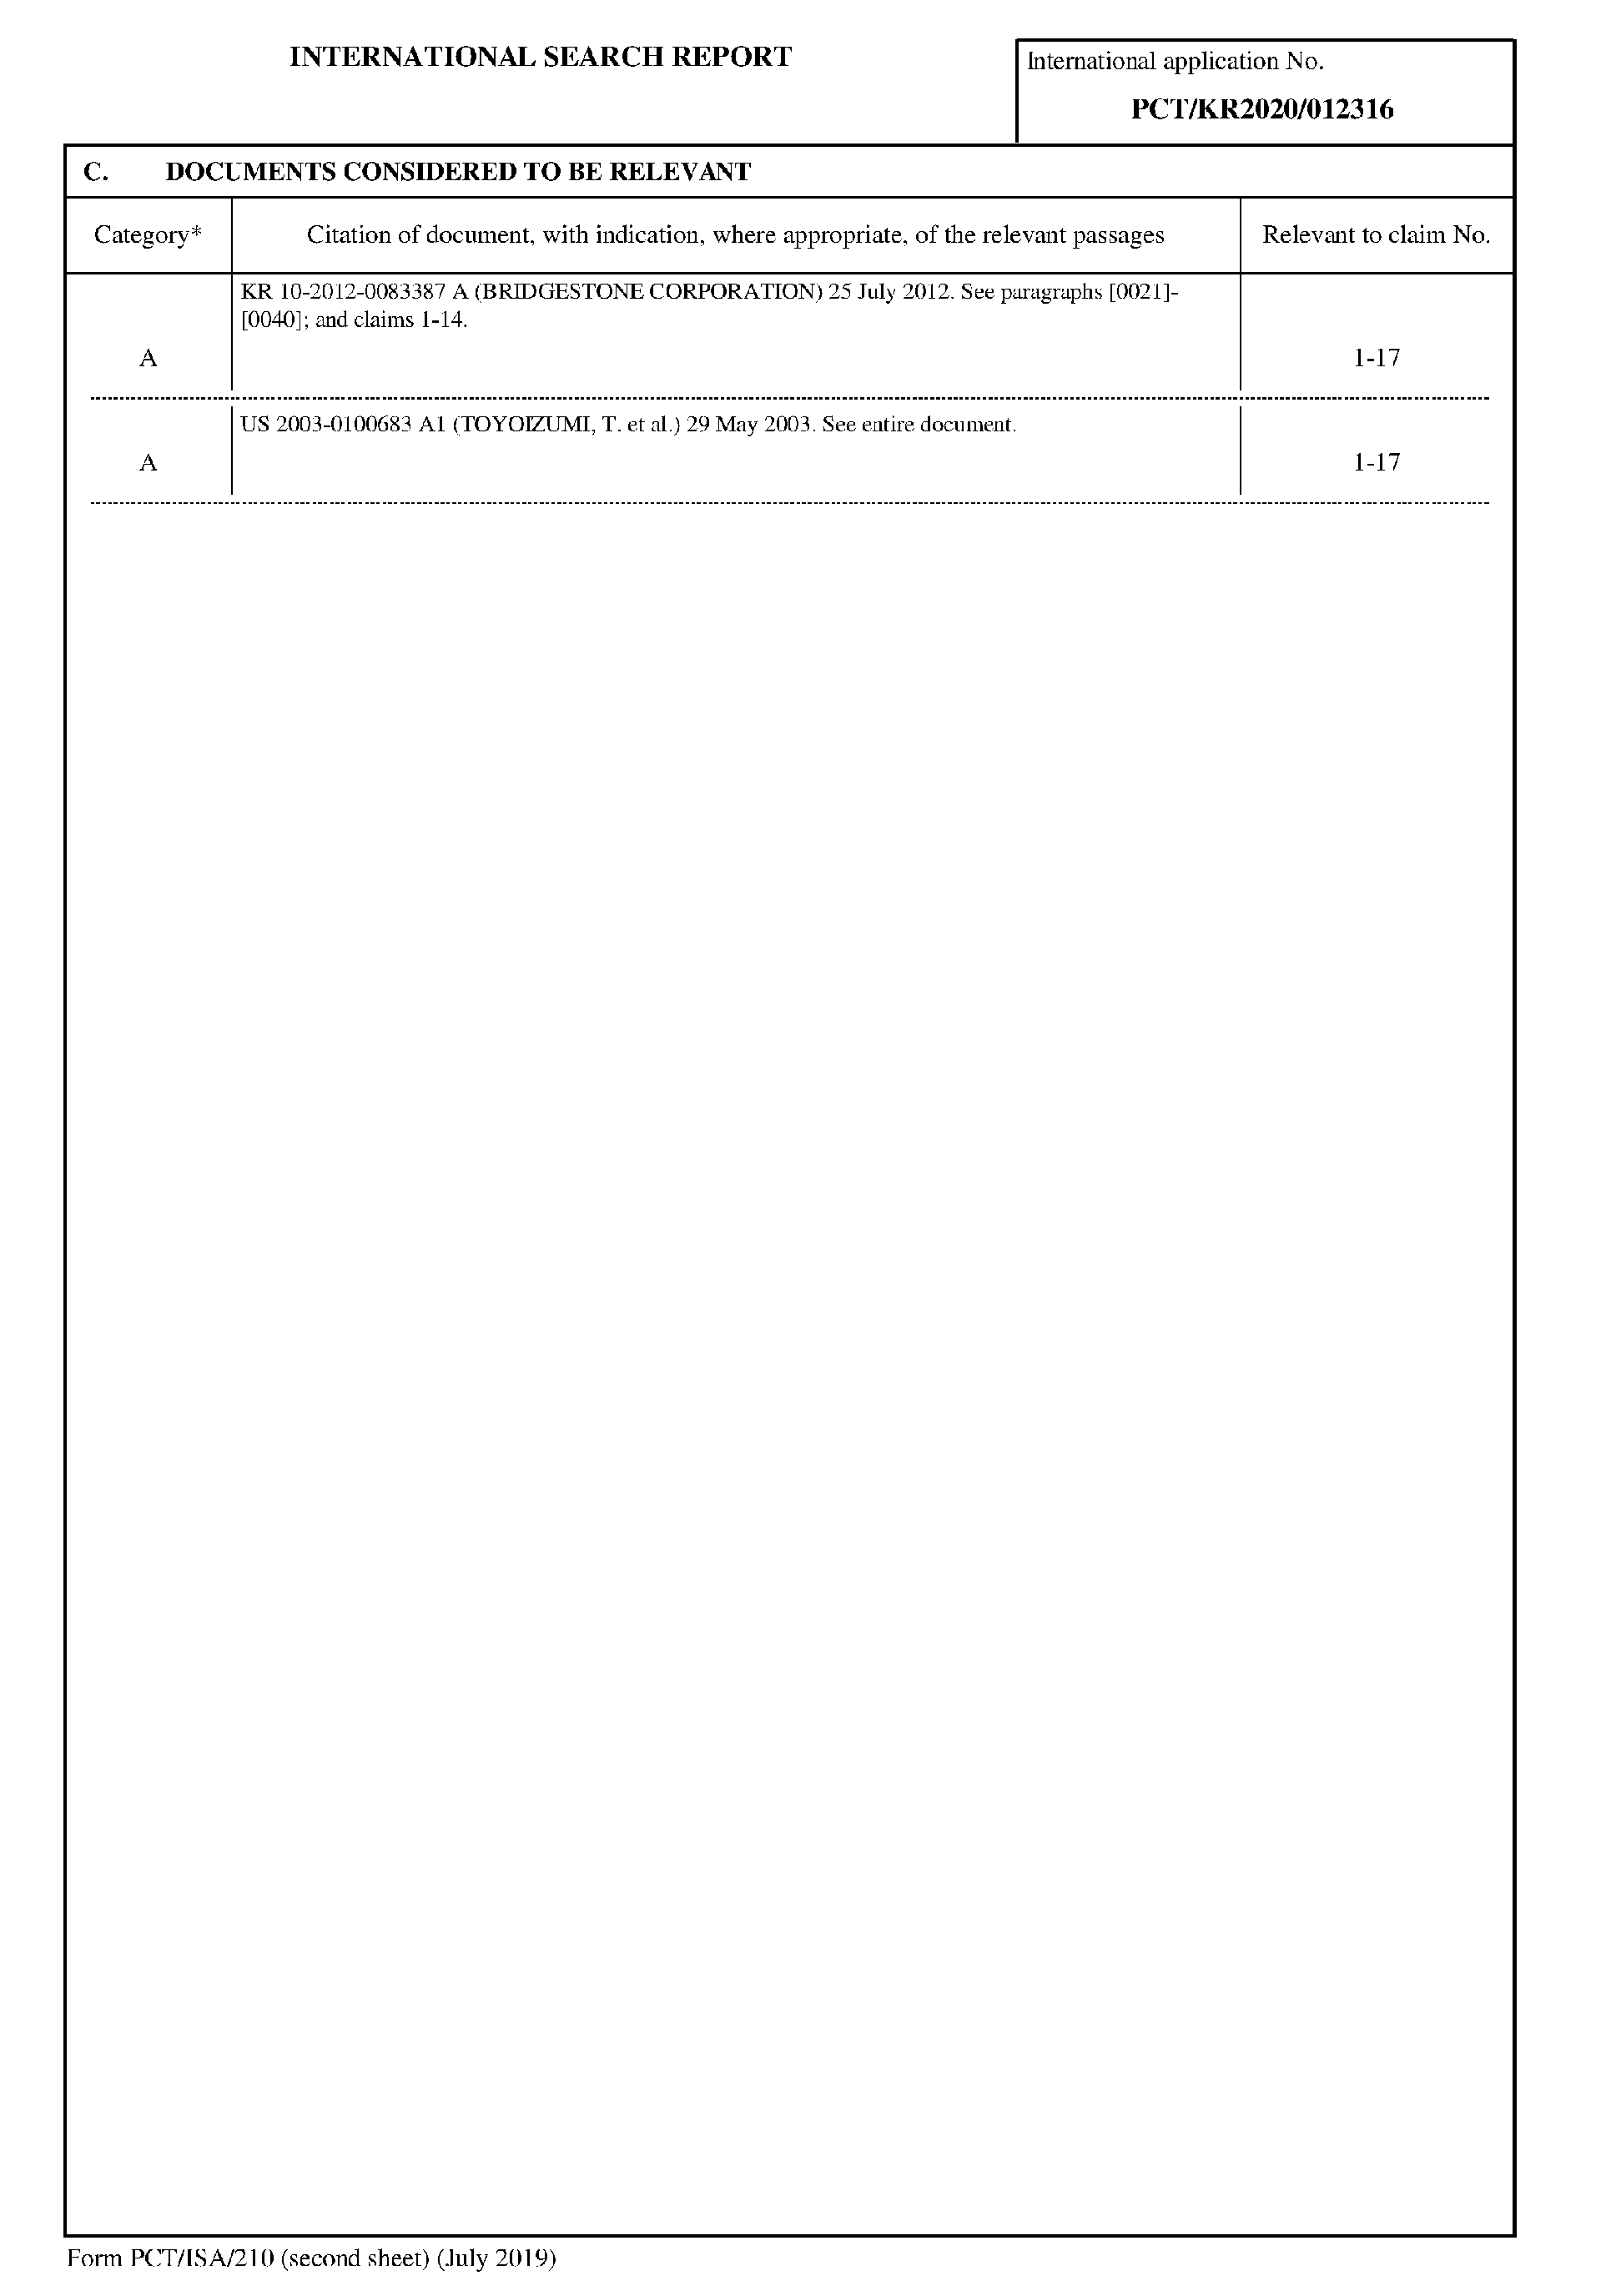 INTERNATIONAL SEARCH REPORT
International application No.
PCT/KR2020/012316
C. DOCUMENTS CONSIDERED TO BE RELEVANT
Category* Citation of document, with indication, where appropriate, of the relevant passages Relevant to claim No.
KR 10-2012-0083387 A (BRIDGESTONE CORPORATION) 25 July 2012. See paragraphs [0021]-
[0040]; and claims 1-14.
A 1-17
US 2003-0100683 A1 (TOYOIZUMI, T. et al.) 29 May 2003. See entire document.
A 1-17
Form PCT/ISA/210 (second sheet) (July 2019)